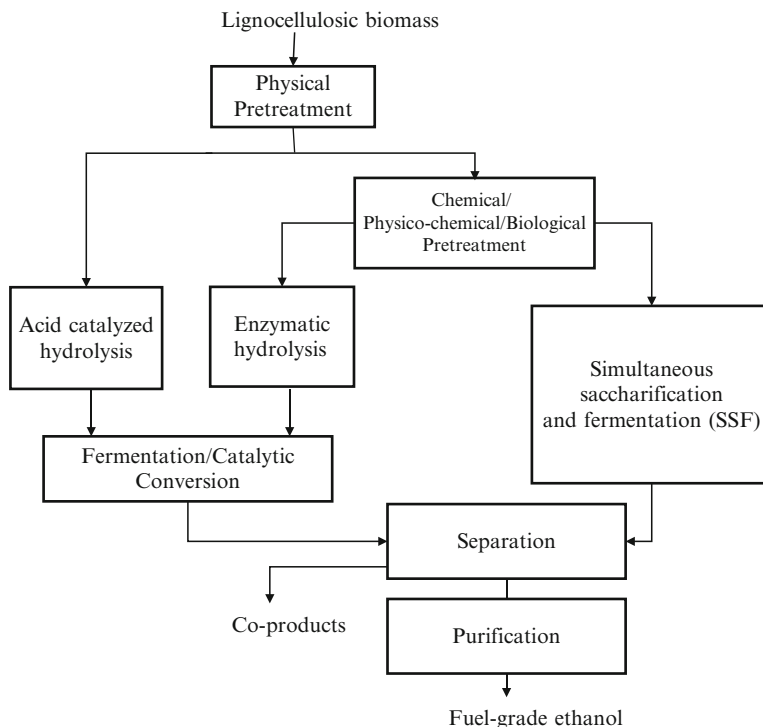 Lignocellulosic biomass
Physical
Pretreatment
Chemical/
Physico-chemical/Biological
Pretreatment
Acid catalyzed
hydrolysis
Enzymatic
hydrolysis
Simultaneous
saccharification
and fermentation (SSF)
Fermentation/Catalytic
Conversion
Separation
Co-products
Purification
Fuel-grade ethanol